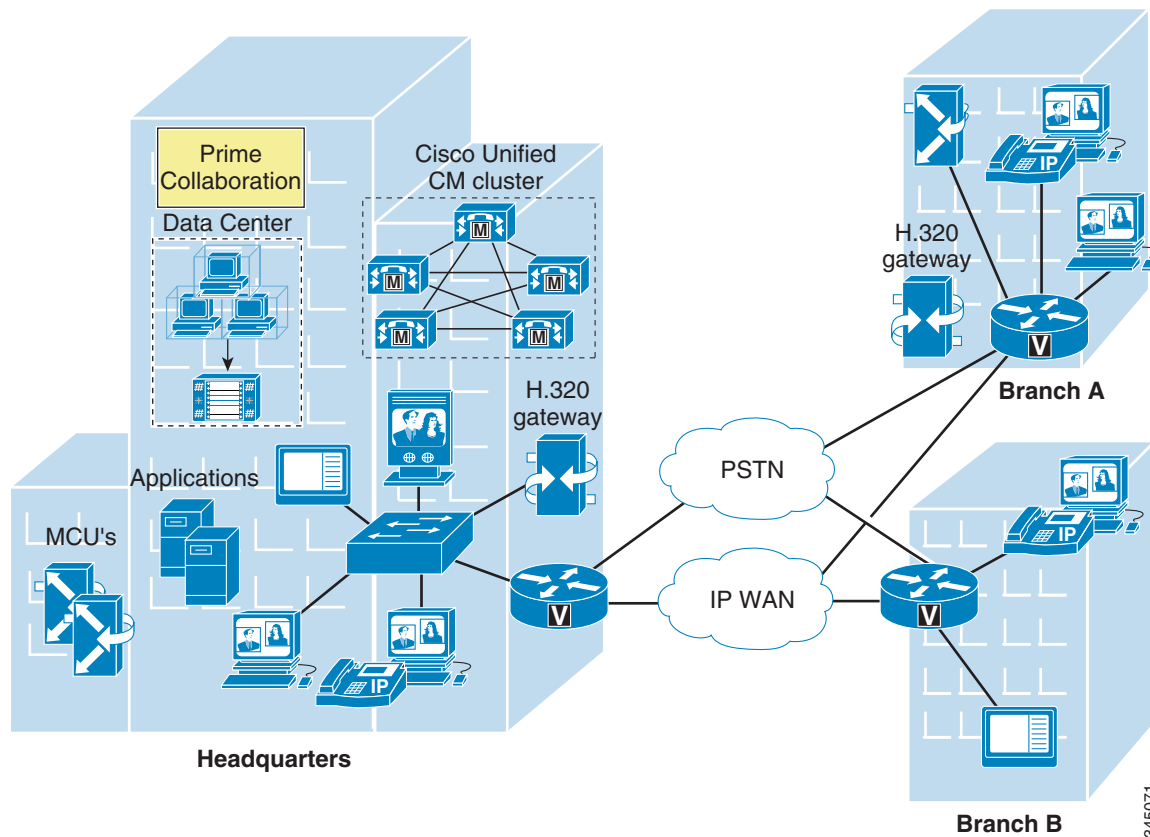 Prime
Collaboration
Cisco Unified
CM cluster
Data Center
M
M
M
M
M
H.320
gateway
Applications
MCU's
IP
V
Headquarters
PSTN
IP WAN
IP
H.320
gateway
V
Branch A
IP
V
Branch B
345071